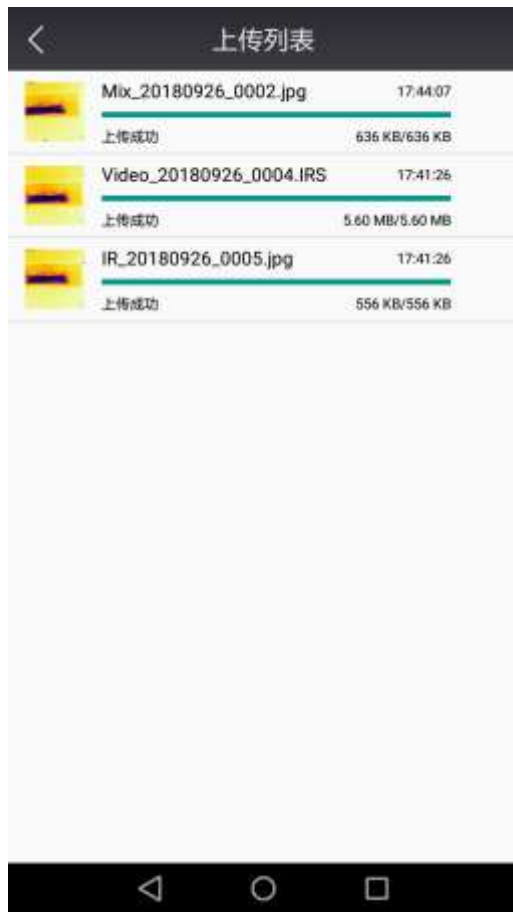 上传列表
Mix_20180926_0002.jpg 17:44:07
上传成功 636 KB/636 KB
Video_20180926_0004.IRS 17:41:26
上传成功 5.60 MB/5.60 MB
IR_20180926_0005.jpg 17:41:26
上传成功 556 KB/556 KB